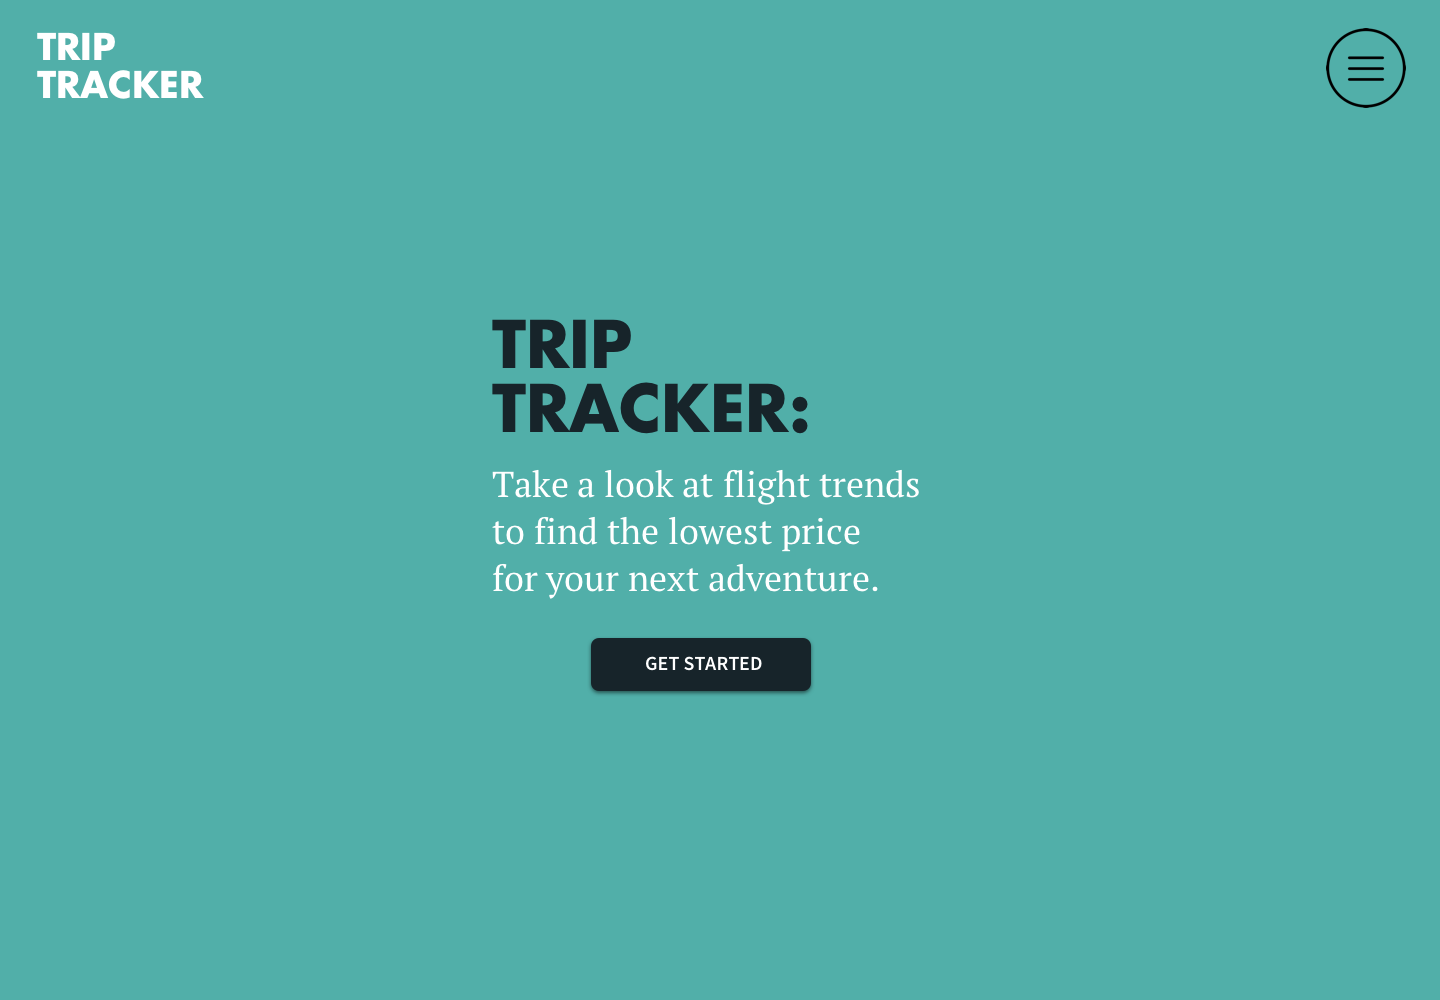 TRIP
TRACKER
TRIP
TRACKER:
Take a look at flight trends
to find the lowest price
for your next adventure.
GET STARTED